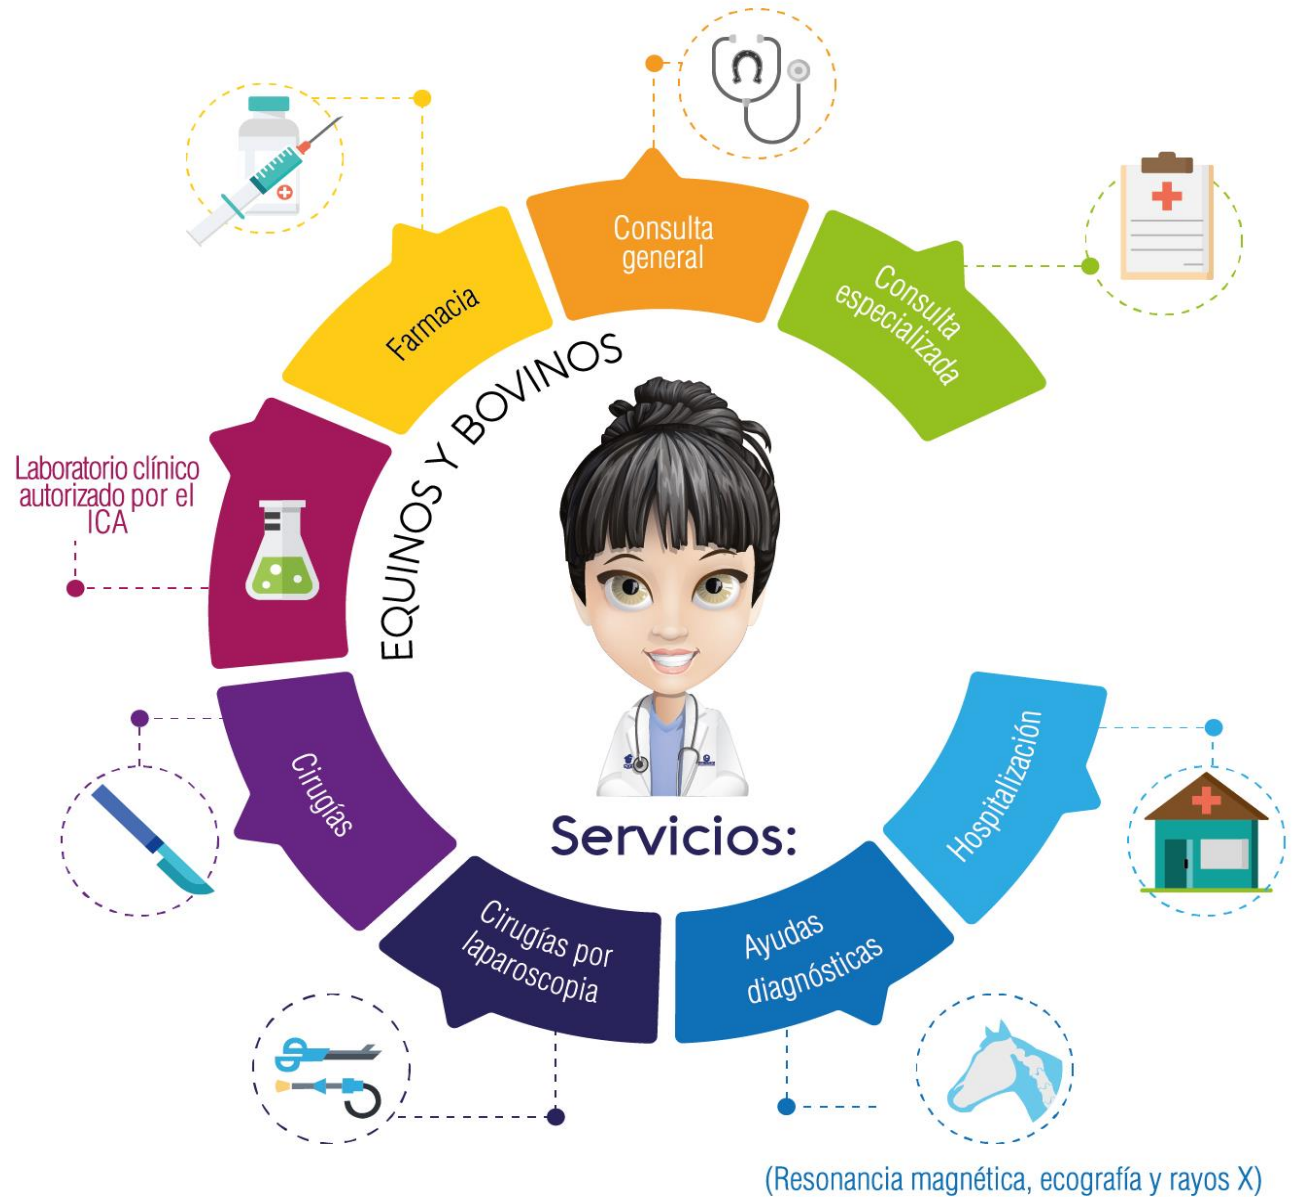 Consulta
general
Consulta
especializada
Farmacia
EQUINOS Y BOVINOS
Laboratorio clínico
autorizado por el
ICA
Cirugías
Hospitalización
Servicios:
Cirugías por
laparoscopia
Ayudas
diagnósticas
(Resonancia magnética, ecografía y rayos X)